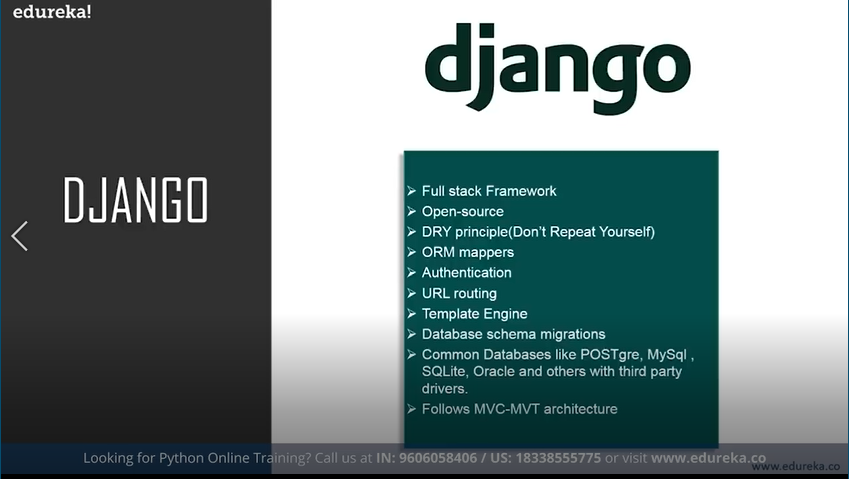 edureka!
django
DJANGO
Full stack Framework
Open-source
DRY principle(Don't Repeat Yourself)
ORM mappers
Authentication
URL routing
Template Engine
Database schema migrations
Common Databases like POSTgre, MySql ,
SQLite, Oracle and others with third party
drivers.
Follows MVC-MVT architecture
Looking for Python Online Training? Call us at IN: 9606058406 / US: 18338555775 or visit www.edureka.co
www.edureka.co